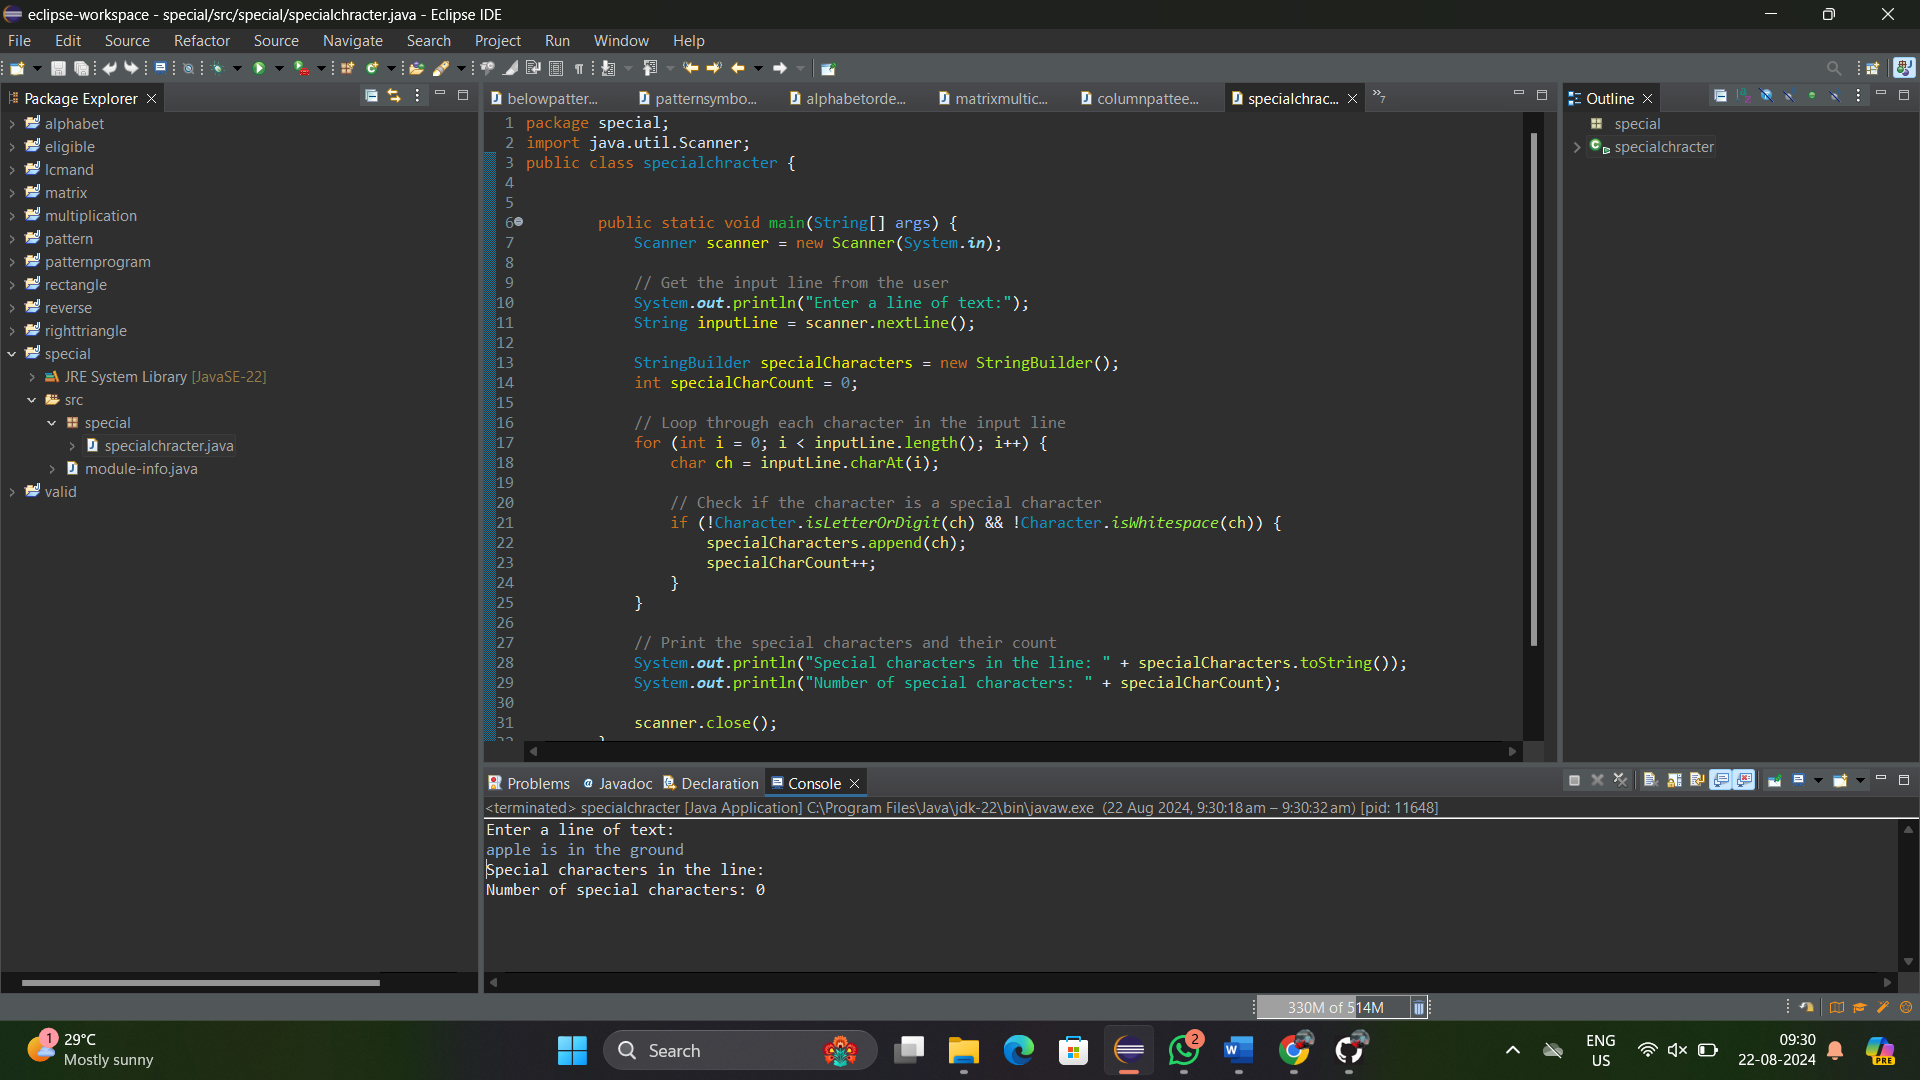 eclipse-workspace - special/src/special/specialchracter.java - Eclipse IDE
File Edit Source Refactor Source Navigate Search Project Run Window Help
Package Explorer
alphabet
eligible
lcmand
matrix
multiplication
pattern
patternprogram
rectangle
reverse
righttriangle
special
JRE System Library [JavaSE-22]
src
special
specialchracter.java
module-info.java
valid
belowpatter... patternsymbo... alphabetorde... matrixmultic... columnpattee... specialchrac... »7
1 package special;
2 import java.util.Scanner;
3 public class specialchracter {
4
5
6 public static void main(String[] args) {
7 Scanner scanner = new Scanner(System.in);
8
9 // Get the input line from the user
10 System.out.println("Enter a line of text:");
11 String inputLine = scanner.nextLine();
12
13 StringBuilder specialCharacters = new StringBuilder();
14 int specialCharCount = 0;
15
16 // Loop through each character in the input line
17 for (int i = 0; i < inputLine.length(); i++) {
18 char ch = inputLine.charAt(i);
19
20 // Check if the character is a special character
21 if (!Character.isLetterOrDigit(ch) && !Character.isWhitespace(ch)) {
22 specialCharacters.append(ch);
23 specialCharCount++;
24 }
25 }
26
27 // Print the special characters and their count
28 System.out.println("Special characters in the line: " + specialCharacters.toString());
29 System.out.println("Number of special characters: " + specialCharCount);
30
31 scanner.close();
Outline
special
specialchracter
Problems Javadoc Declaration Console
<terminated> specialchracter [Java Application] C:\Program Files\Java\jdk-22\bin\javaw.exe (22 Aug 2024, 9:30:18 am – 9:30:32 am) [pid: 11648]
Enter a line of text:
apple is in the ground
Special characters in the line:
Number of special characters: 0
330M of 514M
1
29°C
Mostly sunny
Search
2
ENG
US
09:30
22-08-2024
PRE